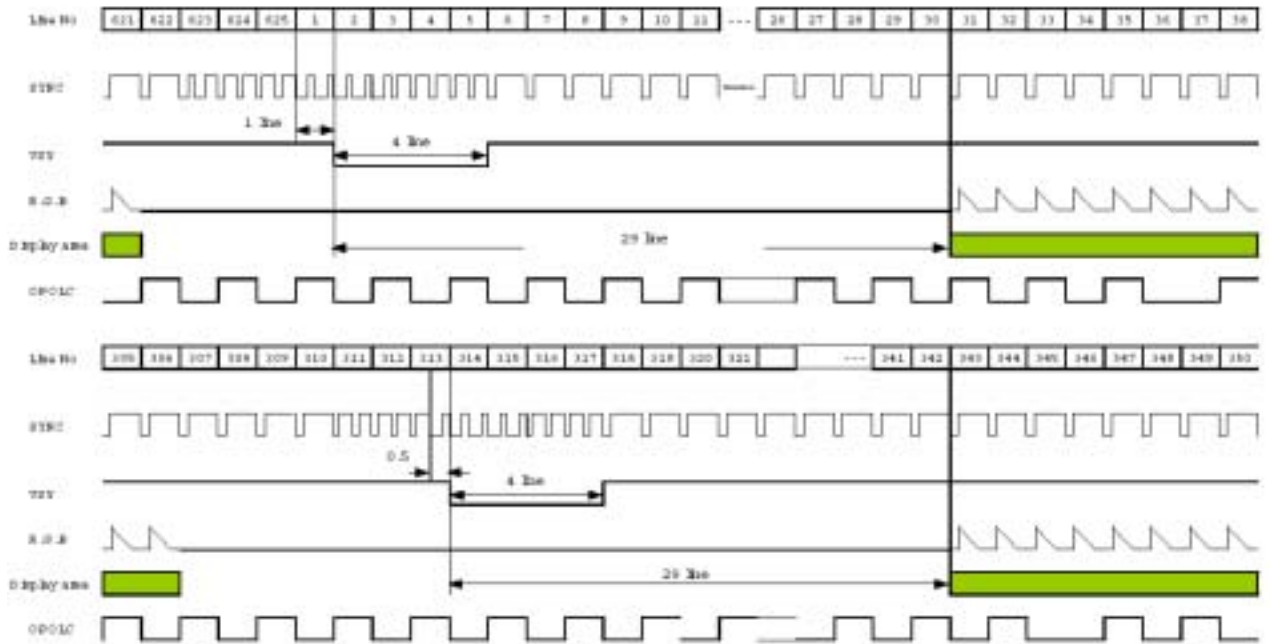 Line No 621 622 623 624 625 1 2 3 4 5 6 7 8 9 10 11 --- 26 27 28 29 30 31 32 33 34 35 36 37 38
SYNC
1 line
4 line
R.G.B
Display area
29 line
Line No 305 306 307 308 309 310 311 312 313 314 315 316 317 318 319 320 321 --- 341 342 343 344 345 346 347 348 349 350
SYNC
0.5
4 line
R.G.B
Display area
29 line